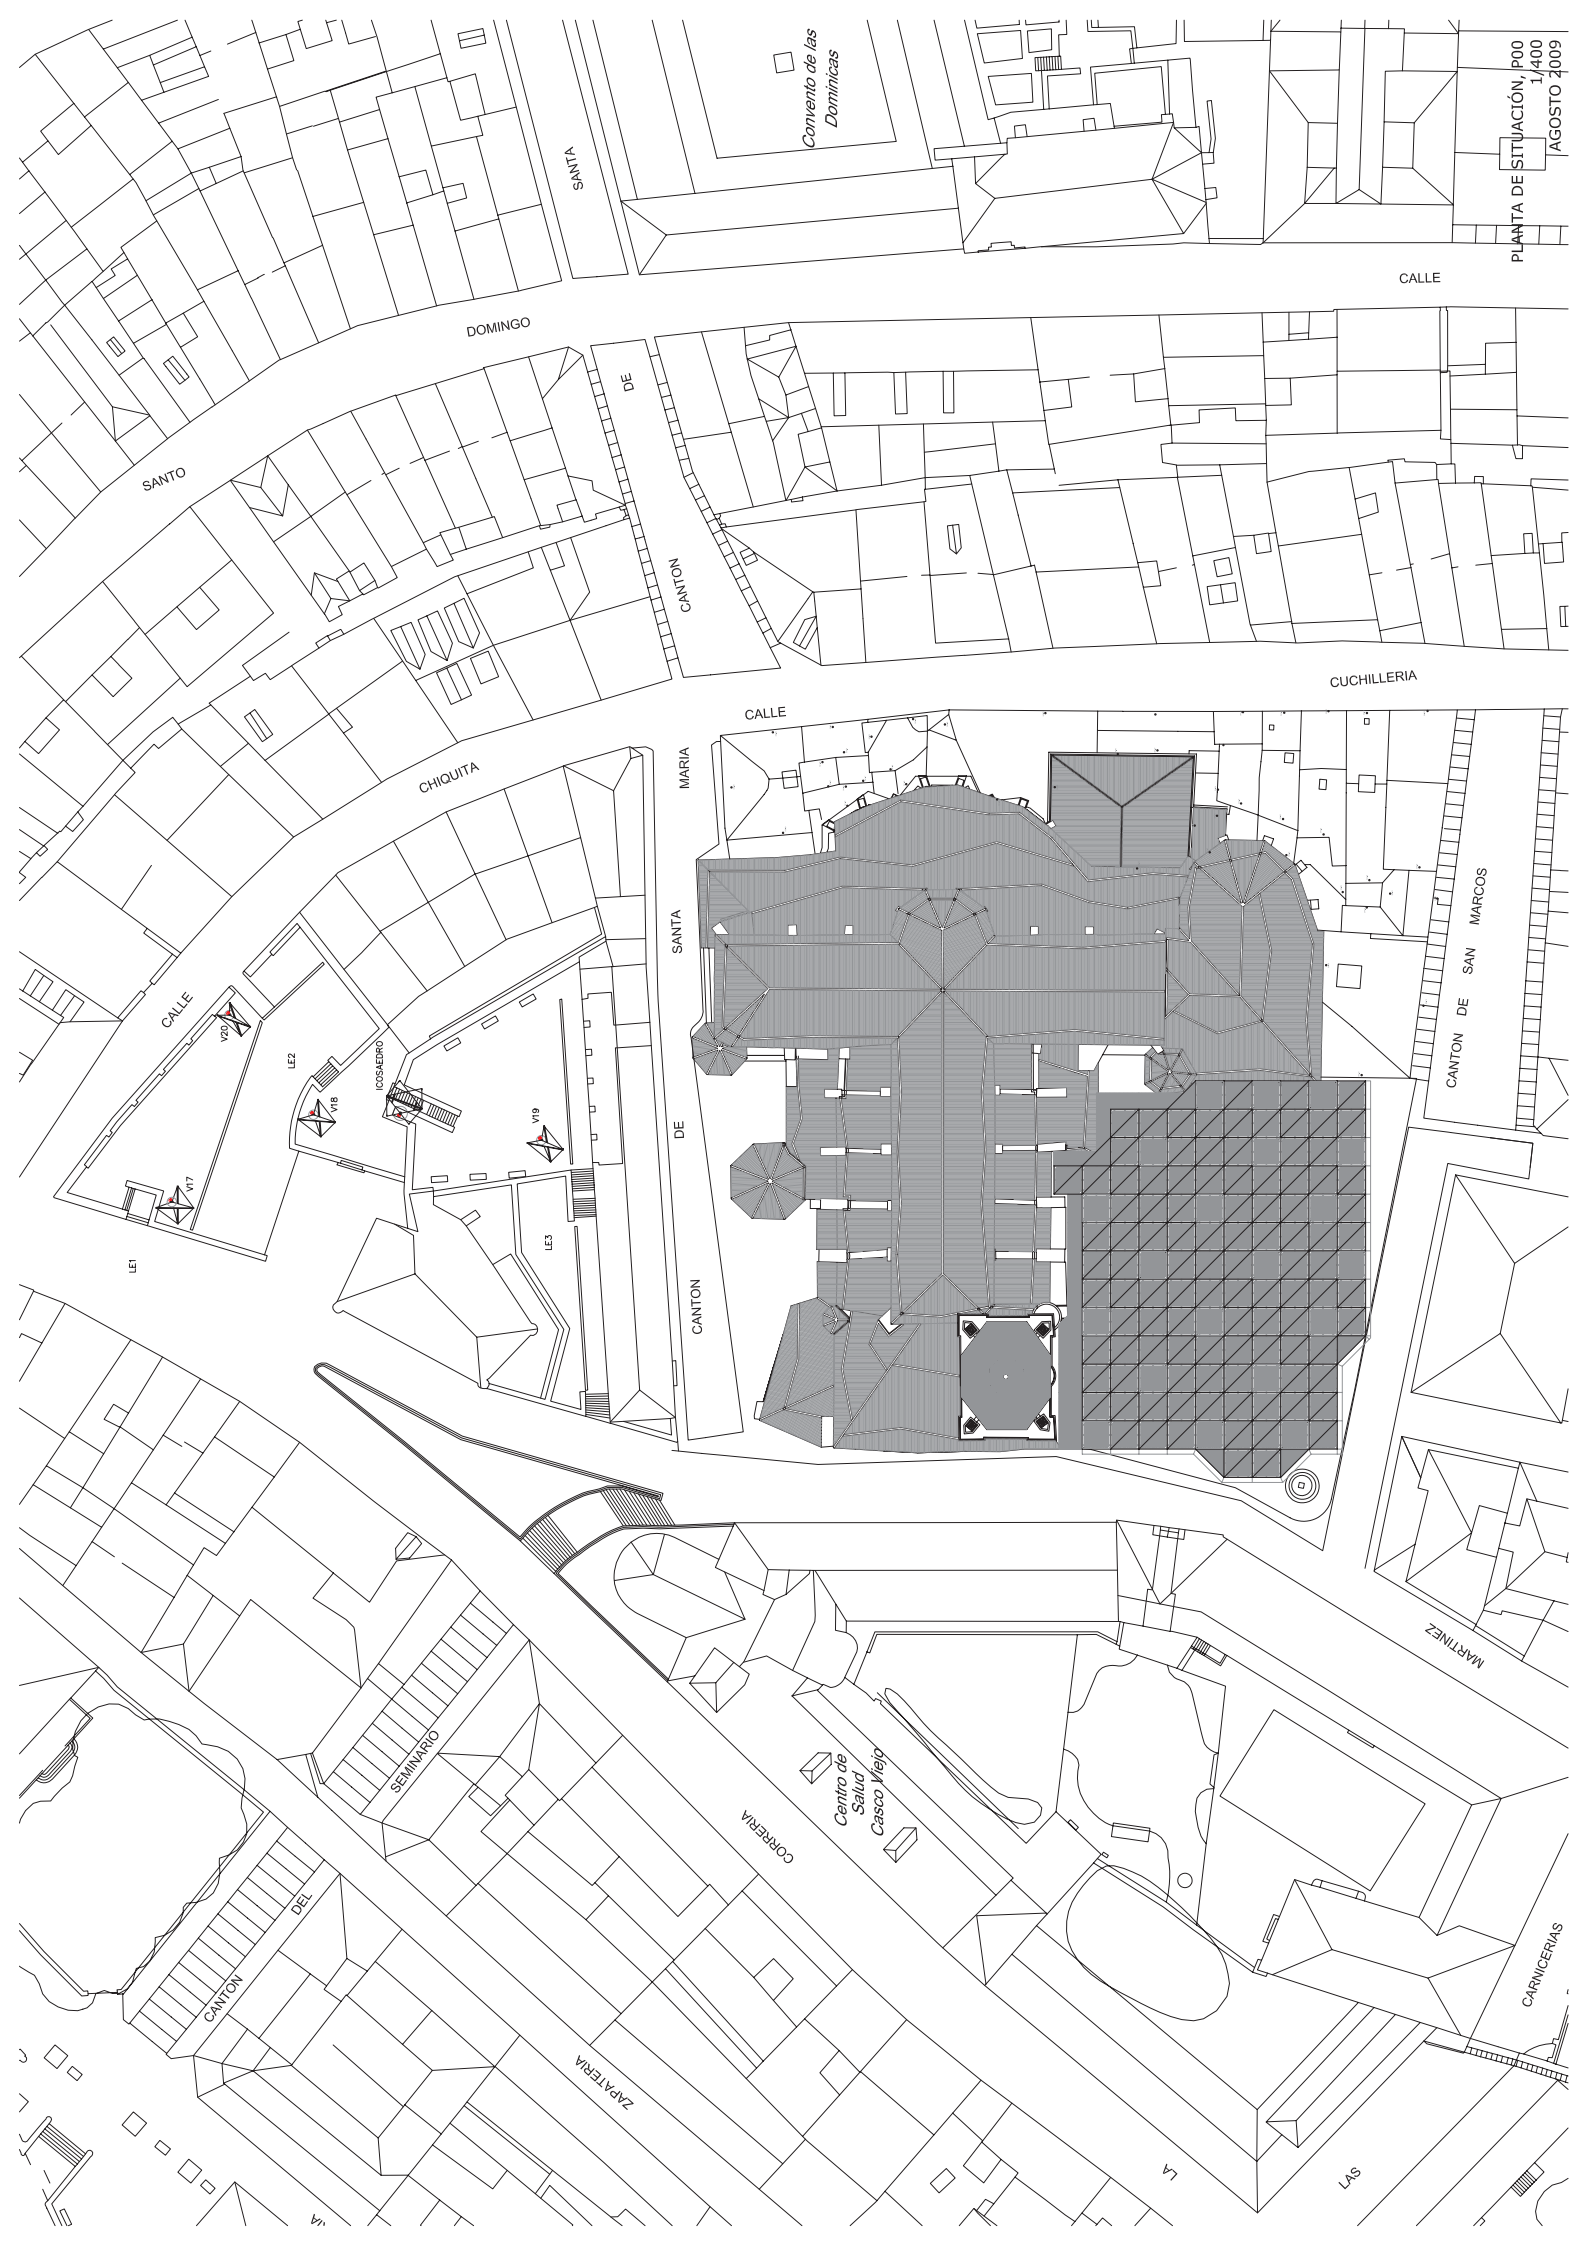 PLANTA DE SITUACIÓN, P00
1/400
AGOSTO 2009
Convento de las
Dominicas
SANTA
CALLE
DOMINGO
DE
SANTO
CANTON
CUCHILLERIA
CALLE
MARIA
CHIQUITA
SANTA
SAN MARCOS
CANTON DE
CALLE
V20
LE2
ICOSAEDRO
V18
V19
DE
V17
LE3
LE1
CANTON
MARTINEZ
SEMINARIO
Centro de
Salud
Casco Viejo
CORRERIA
DEL
CANTON
CARNICERIAS
ZAPATERIA
LA
LAS